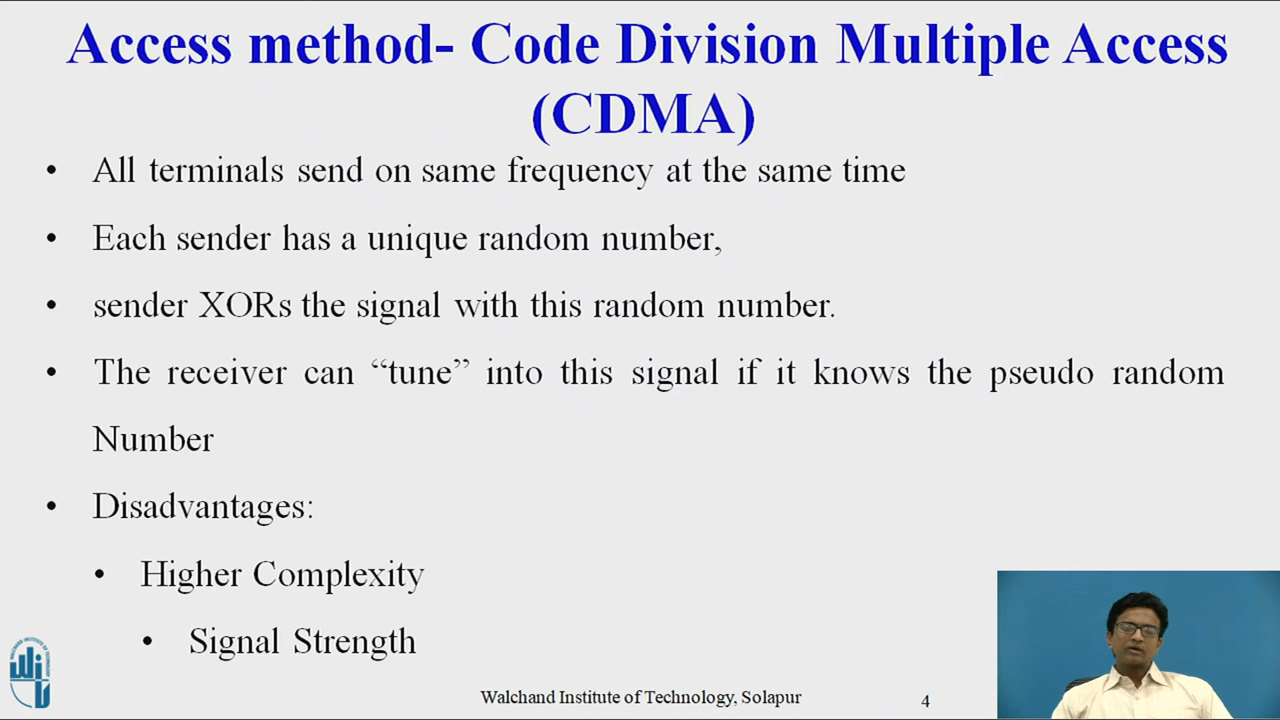 Access method- Code Division Multiple Access
(CDMA)
• All terminals send on same frequency at the same time
• Each sender has a unique random number,
• sender XORs the signal with this random number.
• The receiver can “tune” into this signal if it knows the pseudo random
Number
• Disadvantages:
• Higher Complexity
• Signal Strength
Walchand Institute of Technology, Solapur
4